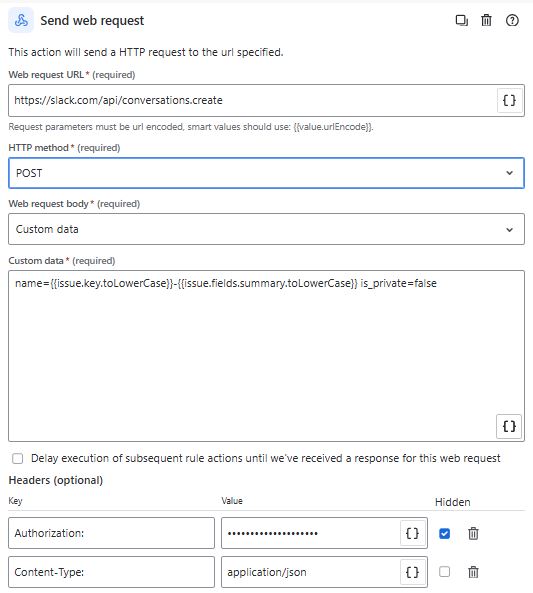 Send web request
This action will send a HTTP request to the url specified.
Web request URL* (required)
https://slack.com/api/conversations.create
{}
Request parameters must be url encoded, smart values should use: {{value.urlEncode}}.
HTTP method* (required)
POST
Web request body* (required)
Custom data
Custom data* (required)
name={{issue.key.toLowerCase}}-{{issue.fields.summary.toLowerCase}} is_private=false
{}
Delay execution of subsequent rule actions until we've received a response for this web request
Headers (optional)
Key Value Hidden
Authorization: •••••••••••••••••••• {}
Content-Type: application/json {}